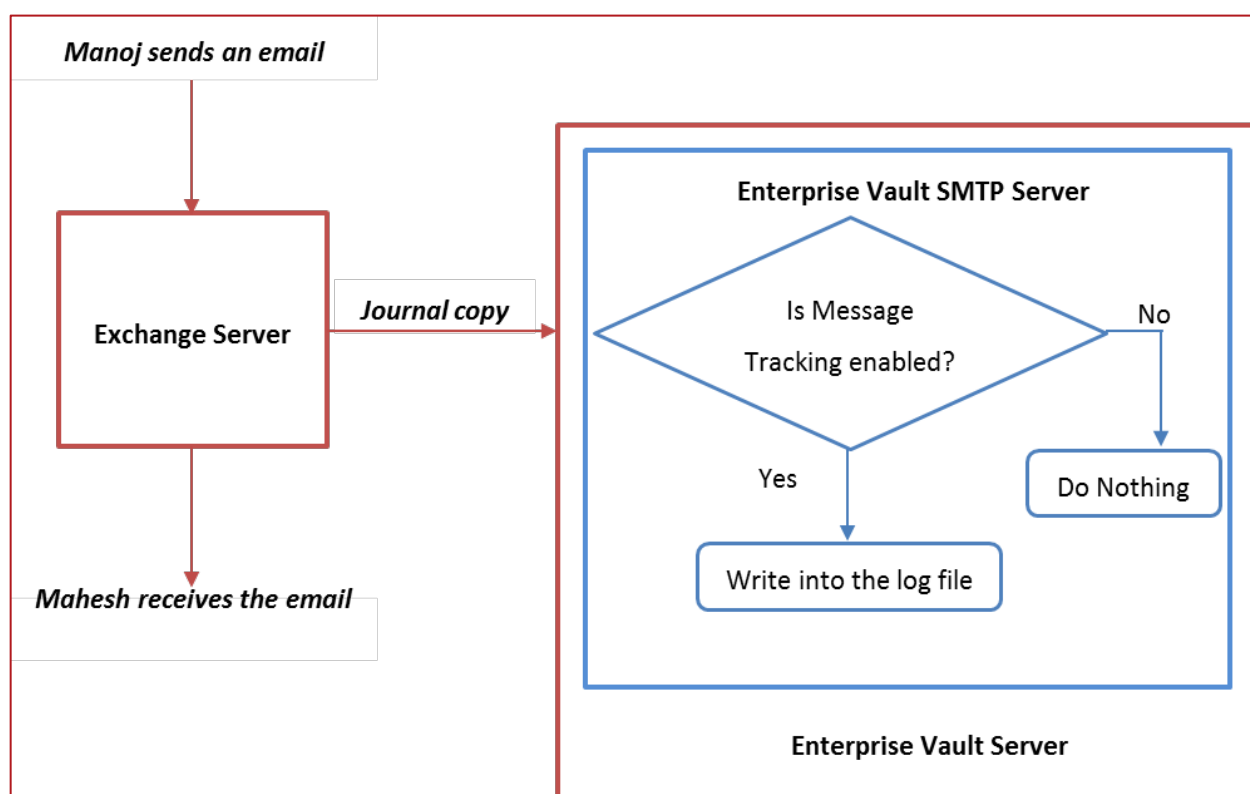 Manoj sends an email
Enterprise Vault SMTP Server
Exchange Server
Journal copy
Is Message
Tracking enabled?
No
Yes
Do Nothing
Write into the log file
Mahesh receives the email
Enterprise Vault Server